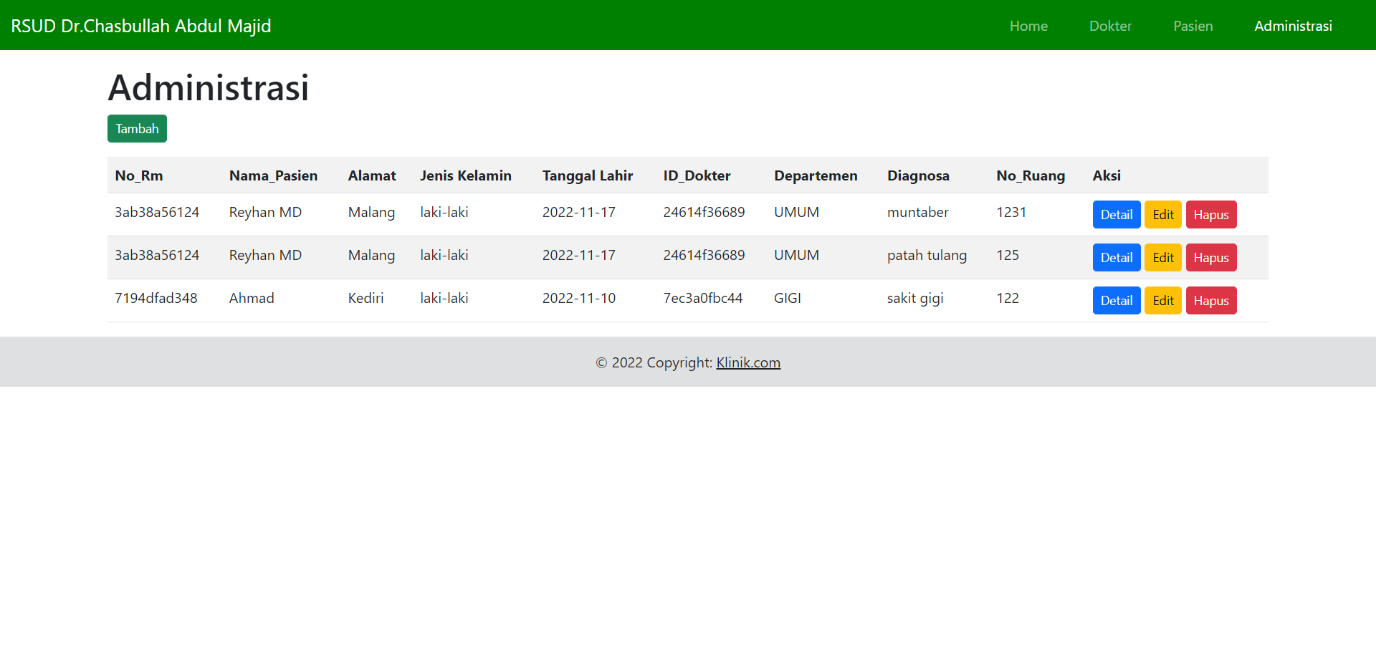 RSUD Dr.Chasbullah Abdul Majid Home Dokter Pasien Administrasi
Administrasi
Tambah
No_Rm Nama_Pasien Alamat Jenis Kelamin Tanggal Lahir ID_Dokter Departemen Diagnosa No_Ruang Aksi
3ab38a56124 Reyhan MD Malang laki-laki 2022-11-17 24614f36689 UMUM muntaber 1231 Detail Edit Hapus
3ab38a56124 Reyhan MD Malang laki-laki 2022-11-17 24614f36689 UMUM patah tulang 125 Detail Edit Hapus
7194dfad348 Ahmad Kediri laki-laki 2022-11-10 7ec3a0fbc44 GIGI sakit gigi 122 Detail Edit Hapus
© 2022 Copyright: Klinik.com